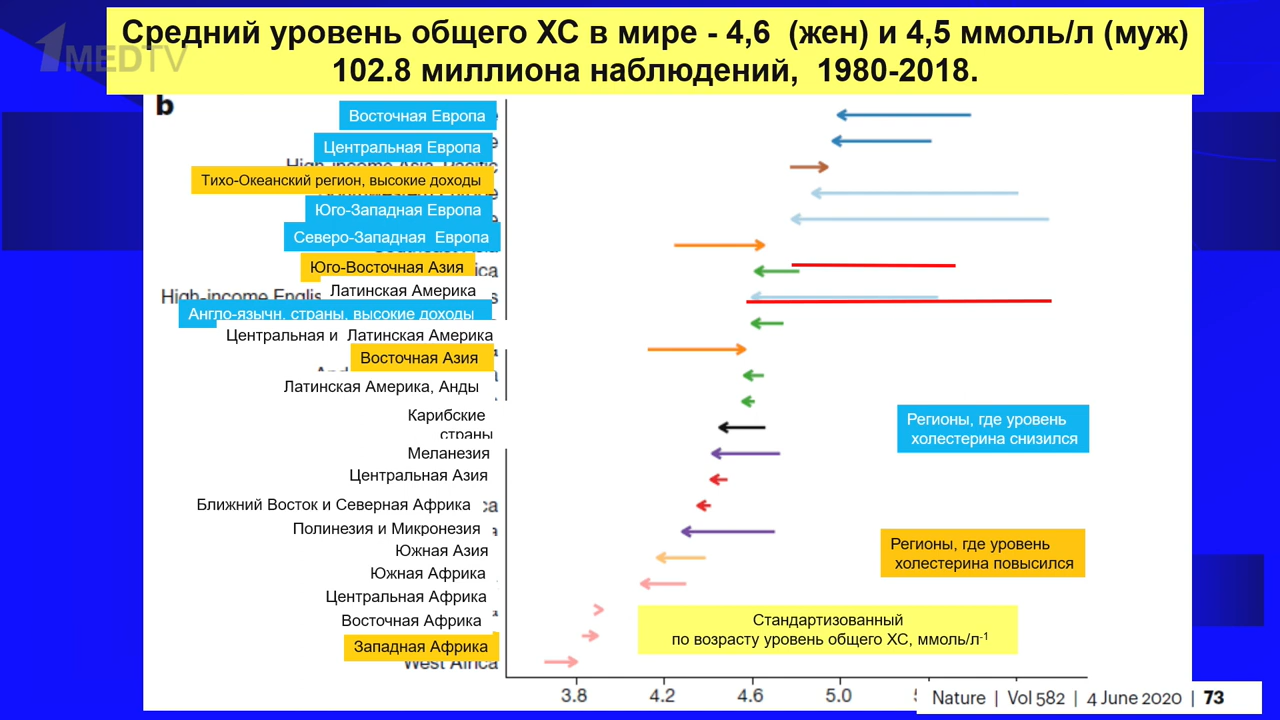 Средний уровень общего ХС в мире - 4,6 (жен) и 4,5 ммоль/л (муж)
102.8 миллиона наблюдений, 1980-2018.
1MEDTV
b
Восточная Европа
Центральная Европа
Тихо-Океанский регион, высокие доходы
Юго-Западная Европа
Северо-Западная Европа
Юго-Восточная Азия
Латинская Америка
High-income Englis
Англо-язычн. страны, высокие доходы
Центральная и Латинская Америка
Восточная Азия
Латинская Америка, Анды
Карибские
страны
Меланезия
Центральная Азия
Ближний Восток и Северная Африка
Полинезия и Микронезия
Южная Азия
Южная Африка
Центральная Африка
Восточная Африка
Западная Африка
West Africa
Регионы, где уровень
холестерина снизился
Регионы, где уровень
холестерина повысился
Стандартизованный
по возрасту уровень общего ХС, ммоль/л-1
3.8 4.2 4.6 5.0
Nature | Vol 582 | 4 June 2020 | 73